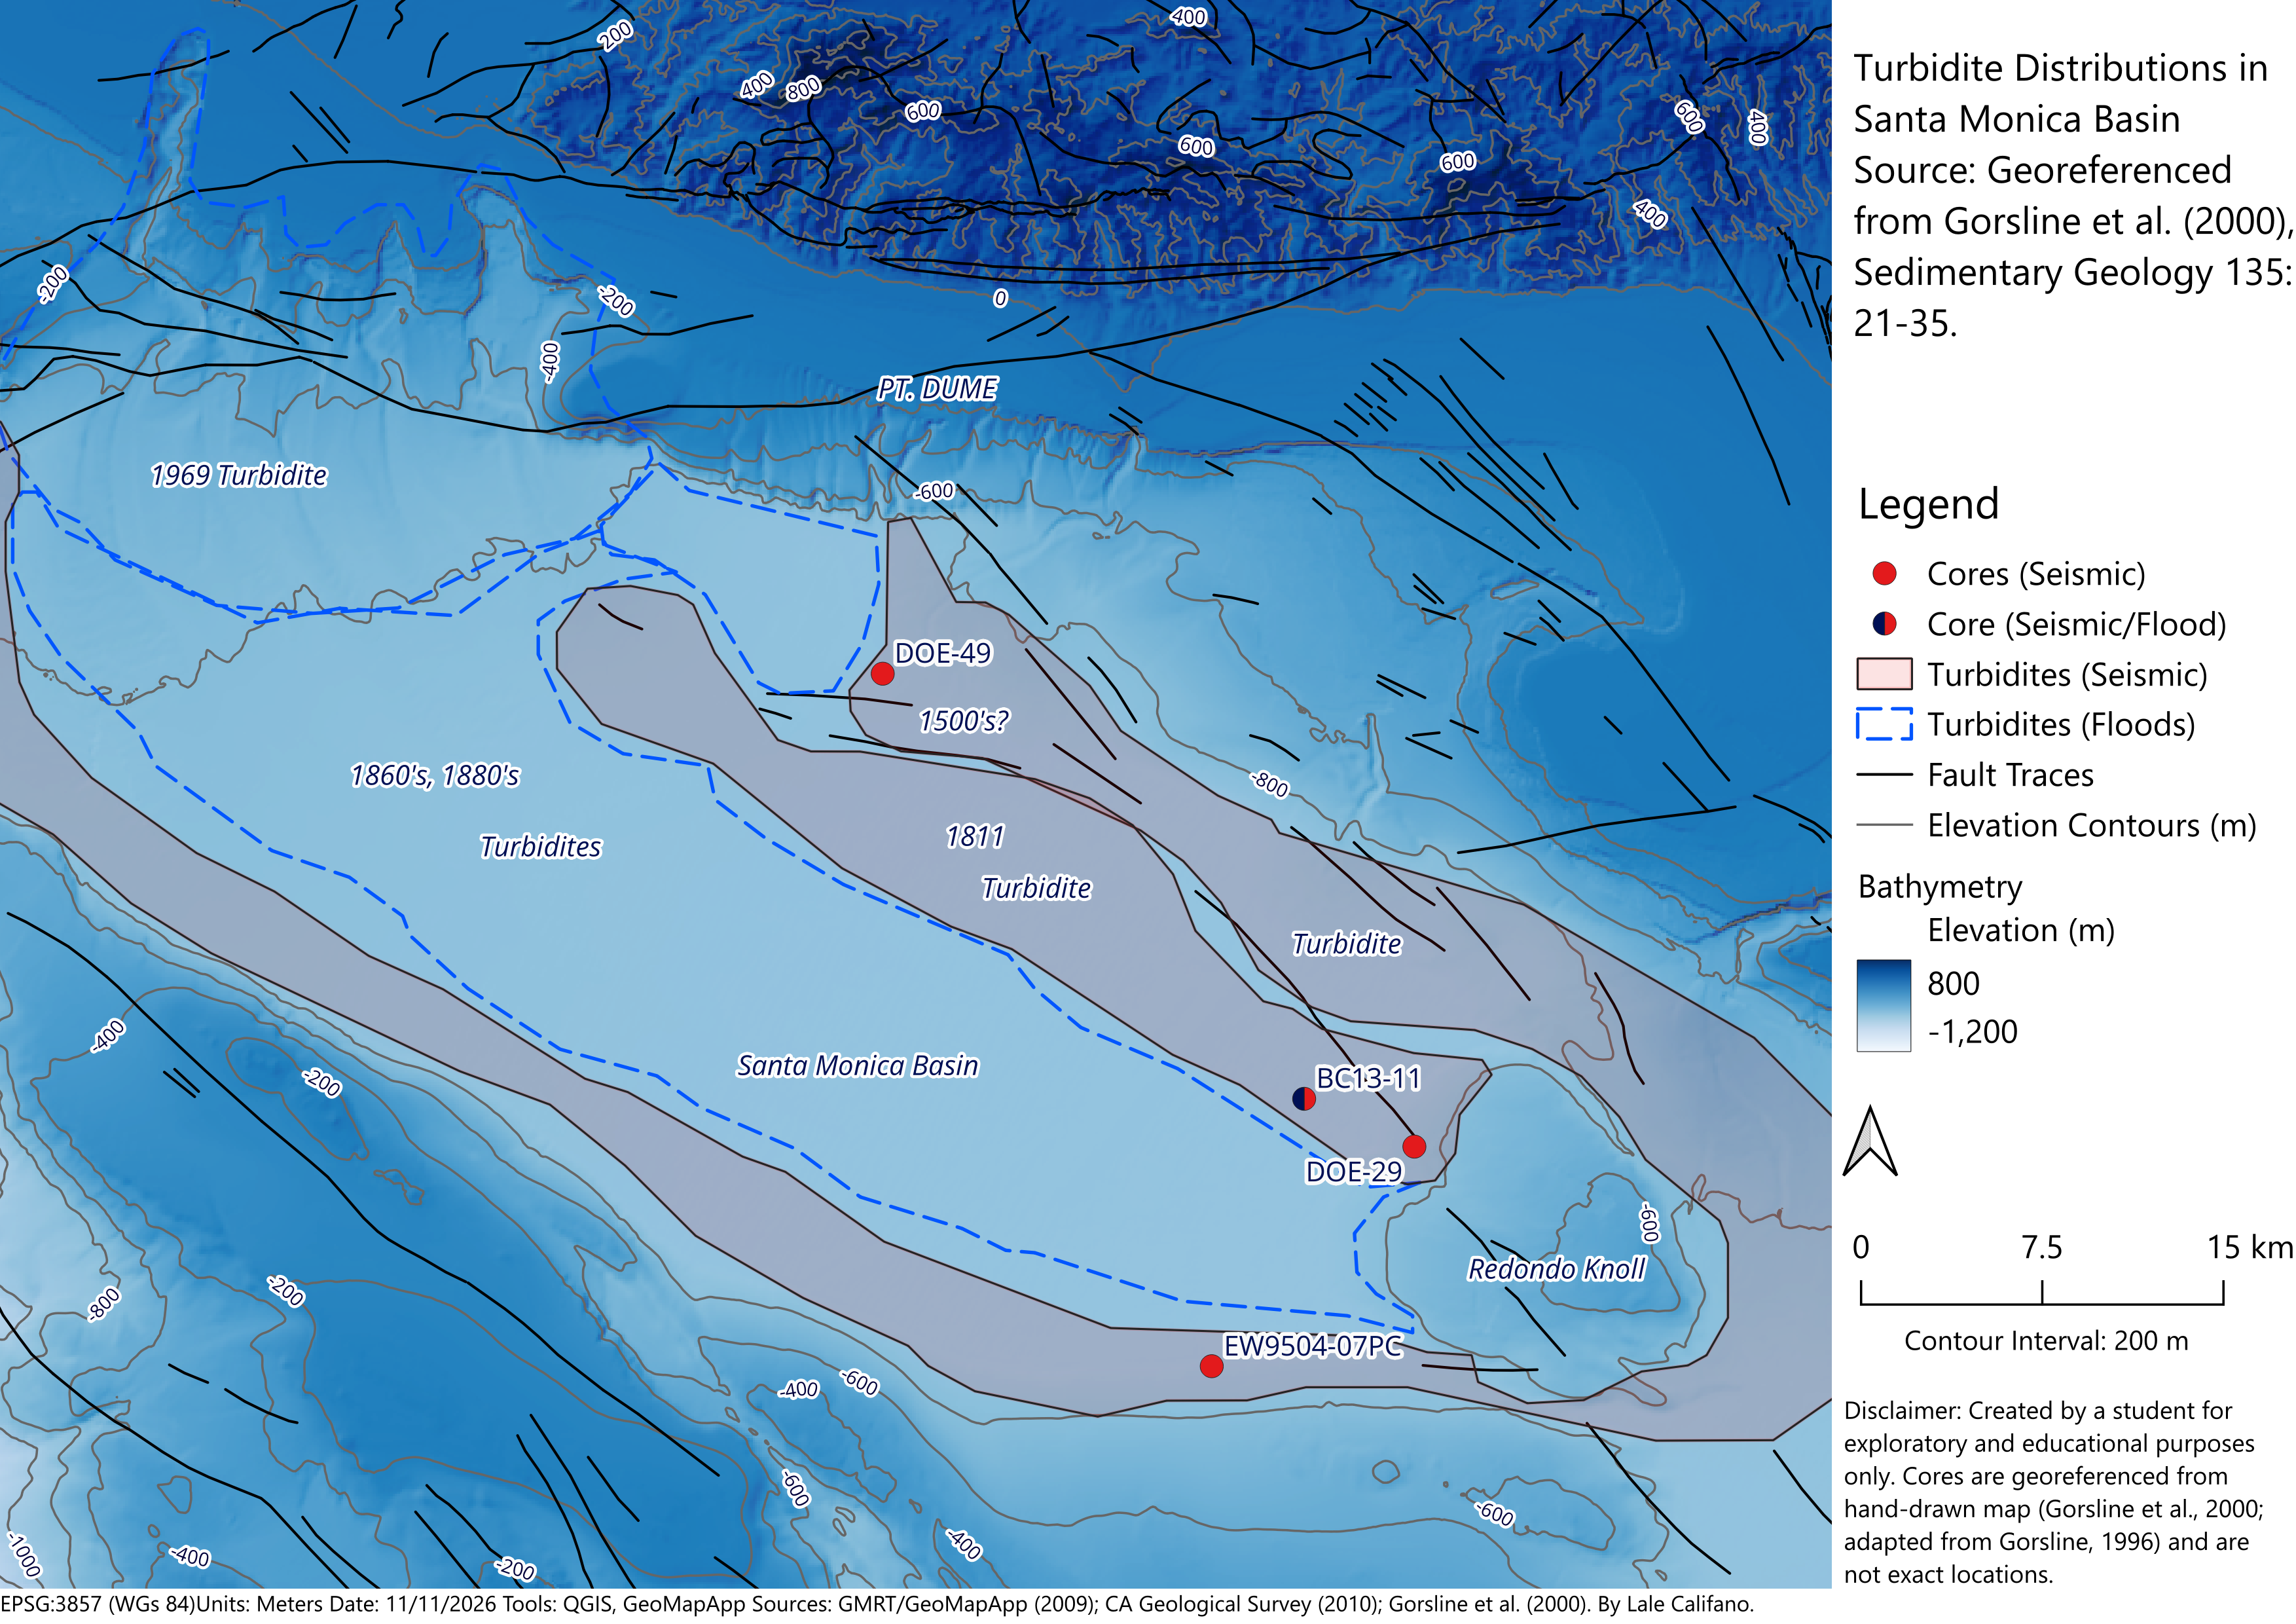 Turbidite Distributions in
Santa Monica Basin
Source: Georeferenced
from Gorsline et al. (2000),
Sedimentary Geology 135:
21-35.
Legend
Cores (Seismic)
Core (Seismic/Flood)
Turbidites (Seismic)
Turbidites (Floods)
Fault Traces
Elevation Contours (m)
Bathymetry
Elevation (m)
800
-1,200
0 7.5 15 km
Contour Interval: 200 m
Disclaimer: Created by a student for
exploratory and educational purposes
only. Cores are georeferenced from
hand-drawn map (Gorsline et al., 2000;
adapted from Gorsline, 1996) and are
not exact locations.
200
400
400
800
600
600
600
600
400
400
-200
-200
0
-400
PT. DUME
1969 Turbidite
-600
DOE-49
1500's?
1860's, 1880's
-800
1811
Turbidites
Turbidite
Turbidite
-400
Santa Monica Basin
-200
BC13-11
DOE-29
-600
Redondo Knoll
-200
-800
EW9504-07PC
-600
-400
-600
-600
-400
-1000
-400
-200
EPSG:3857 (WGs 84)Units: Meters Date: 11/11/2026 Tools: QGIS, GeoMapApp Sources: GMRT/GeoMapApp (2009); CA Geological Survey (2010); Gorsline et al. (2000). By Lale Califano.